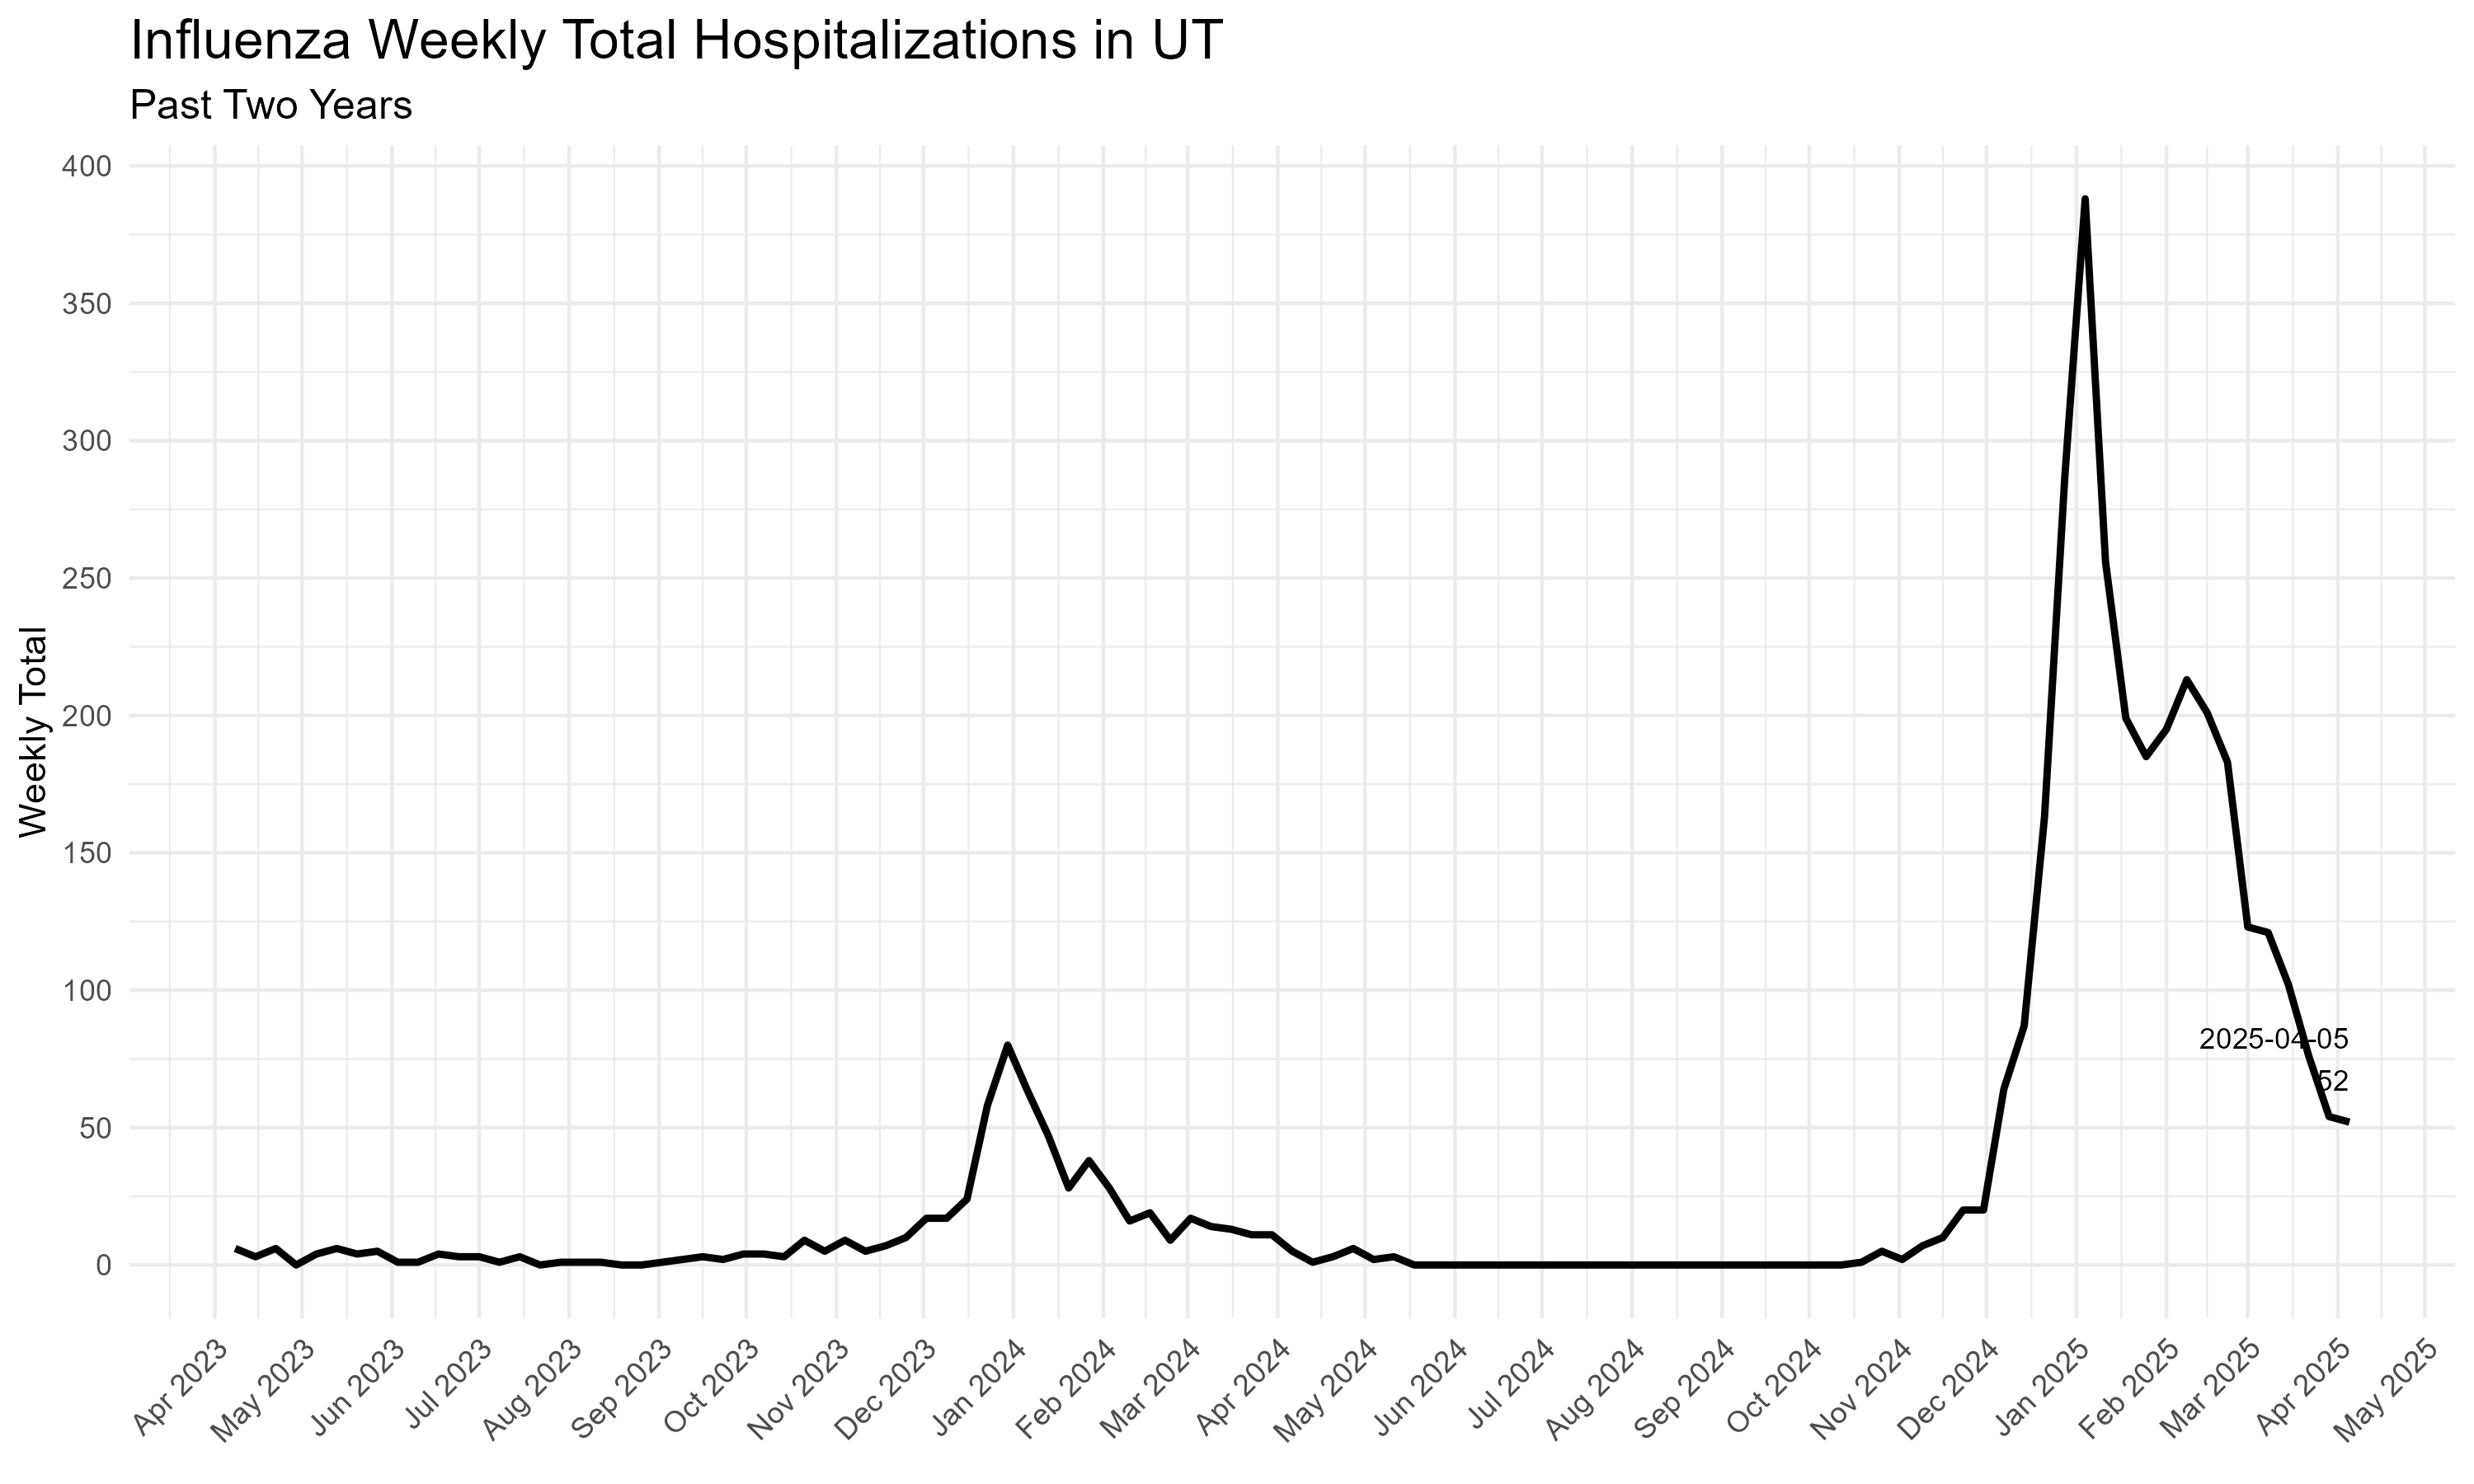 Influenza Weekly Total Hospitalizations in UT
Past Two Years
Weekly Total
400
350
300
250
200
150
100
50
0
2025-04-05
52
Apr 2023
May 2023
Jun 2023
Jul 2023
Aug 2023
Sep 2023
Oct 2023
Nov 2023
Dec 2023
Jan 2024
Feb 2024
Mar 2024
Apr 2024
May 2024
Jun 2024
Jul 2024
Aug 2024
Sep 2024
Oct 2024
Nov 2024
Dec 2024
Jan 2025
Feb 2025
Mar 2025
Apr 2025
May 2025